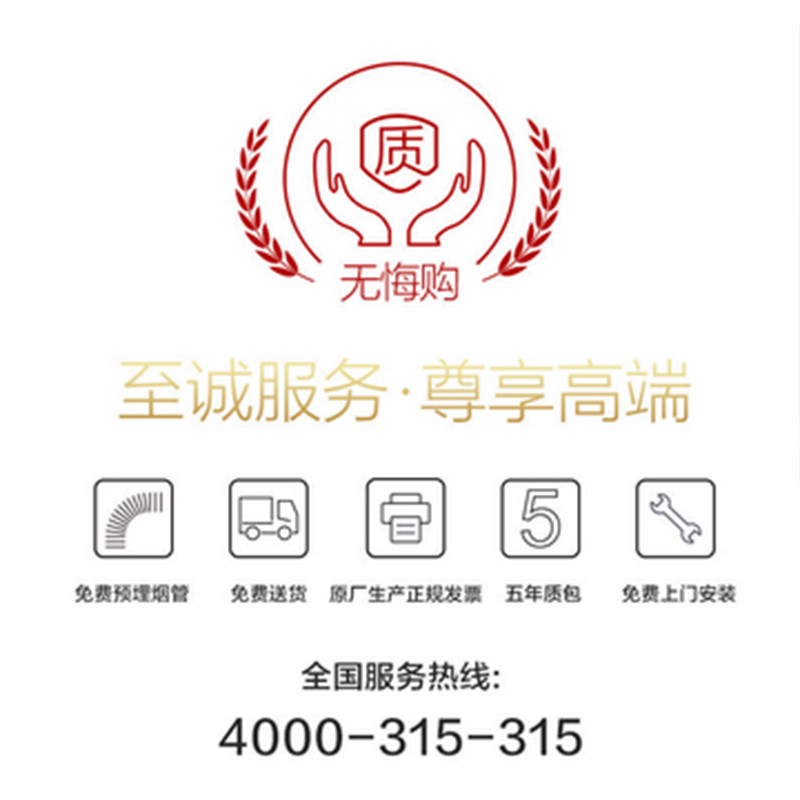 质
无悔购
至诚服务·尊享高端
5
免费预埋烟管 免费送货 原厂生产正规发票 五年质包 免费上门安装
全国服务热线:
4000-315-315